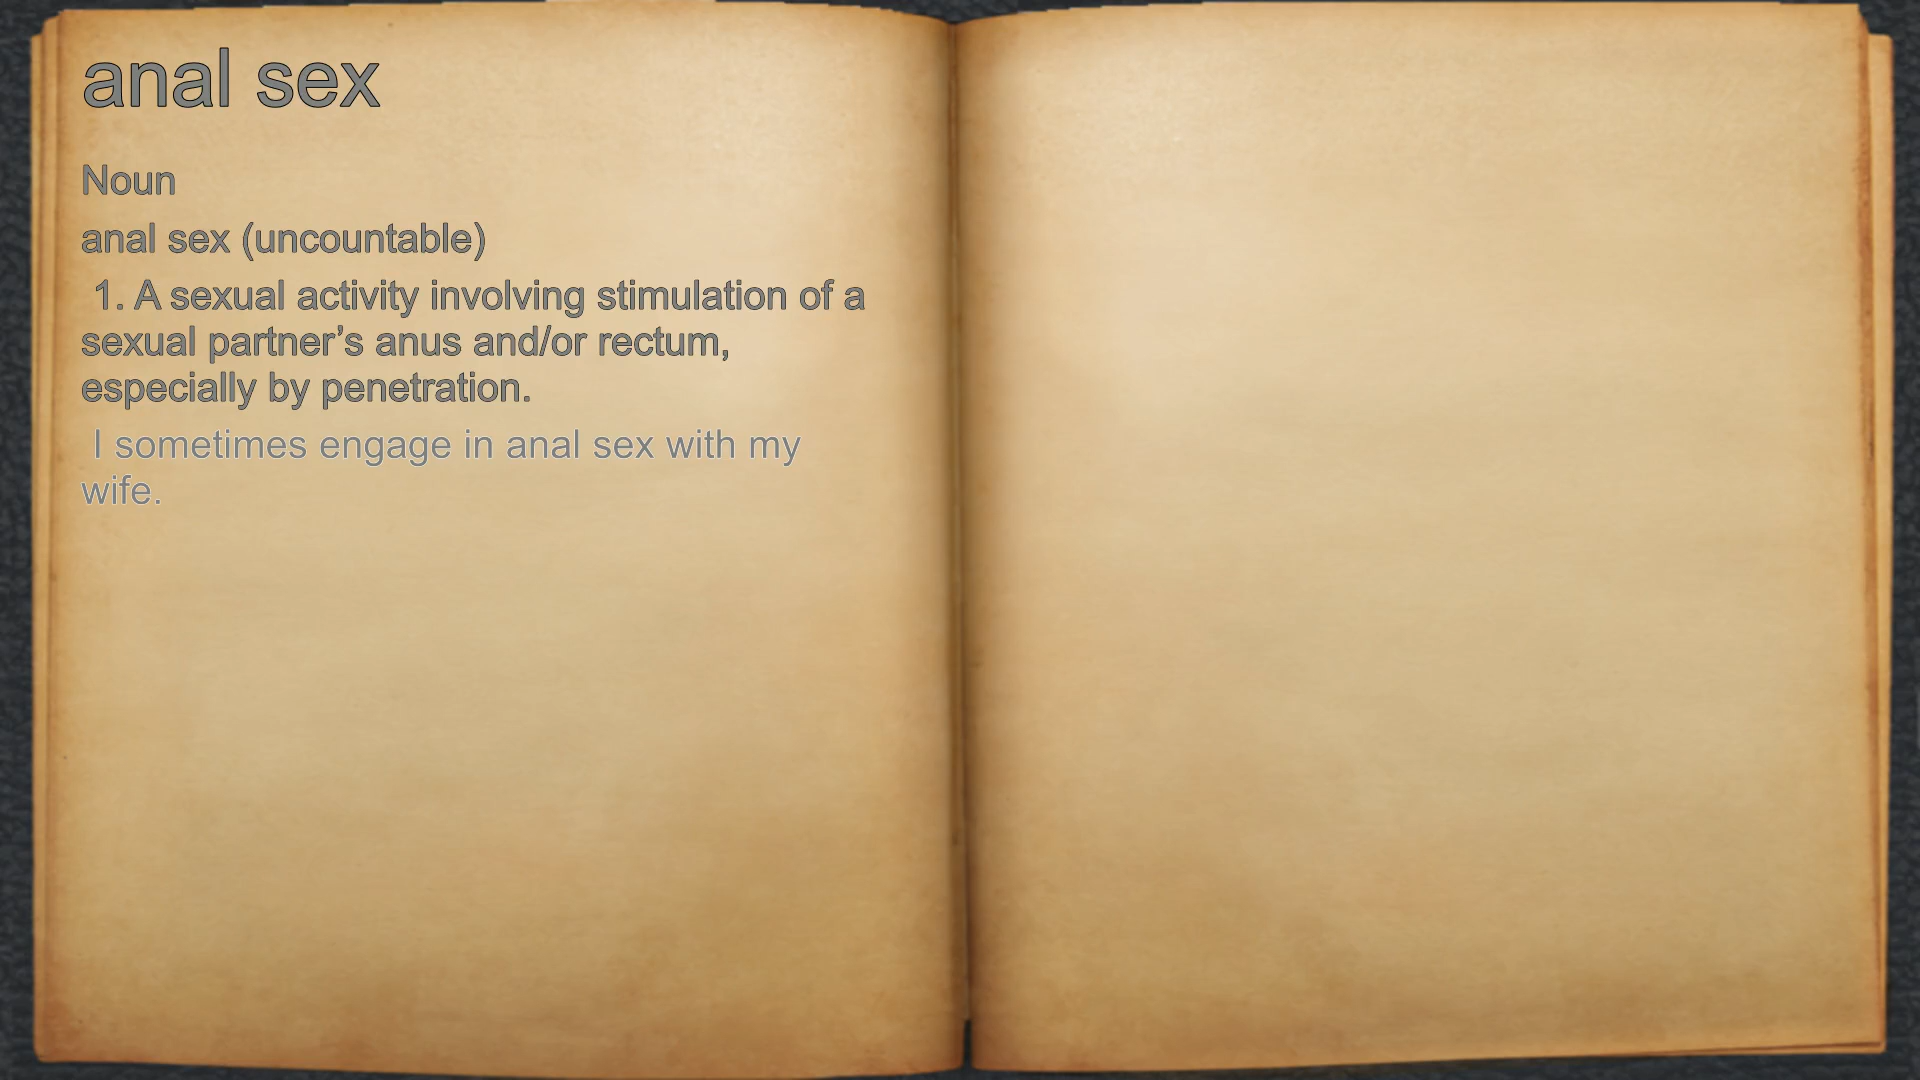 anal sex
Noun
anal sex (uncountable)
1. A sexual activity involving stimulation of a
sexual partner’s anus and/or rectum,
especially by penetration.
I sometimes engage in anal sex with my
wife.